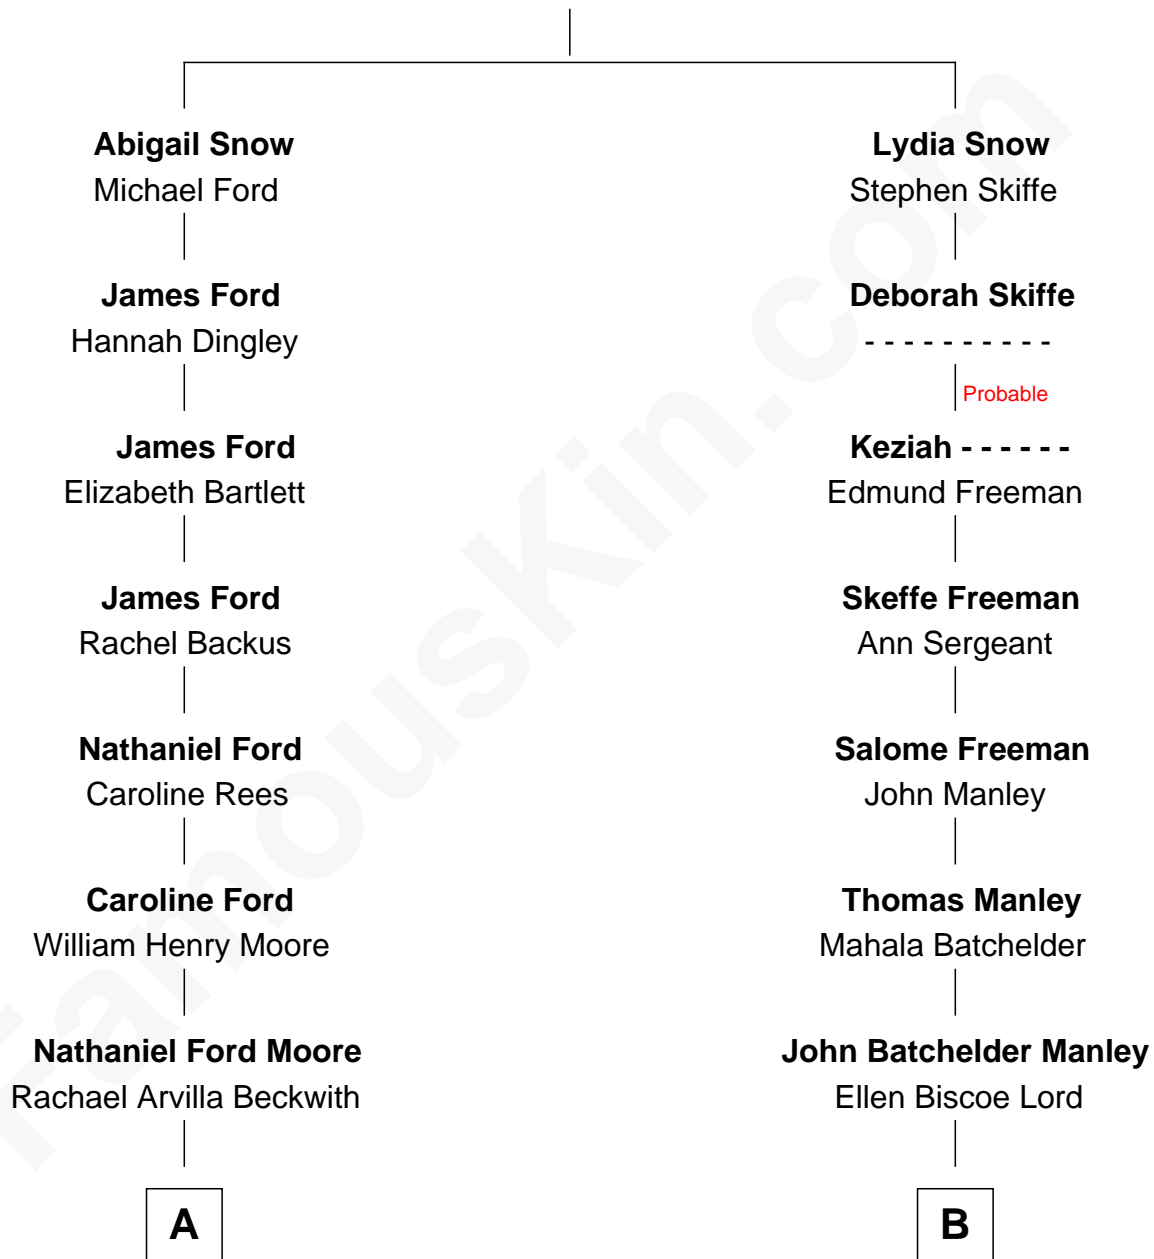 Abigail Snow
Michael Ford
James Ford
Hannah Dingley
James Ford
Elizabeth Bartlett
James Ford
Rachel Backus
Nathaniel Ford
Caroline Rees
Caroline Ford
William Henry Moore
Nathaniel Ford Moore
Rachael Arvilla Beckwith
A
Lydia Snow
Stephen Skiffe
Deborah Skiffe
- - - - - - - - - -
Probable
Keziah - - - - - -
Edmund Freeman
Skeffe Freeman
Ann Sergeant
Salome Freeman
John Manley
Thomas Manley
Mahala Batchelder
John Batchelder Manley
Ellen Biscoe Lord
B
FamousKin.com